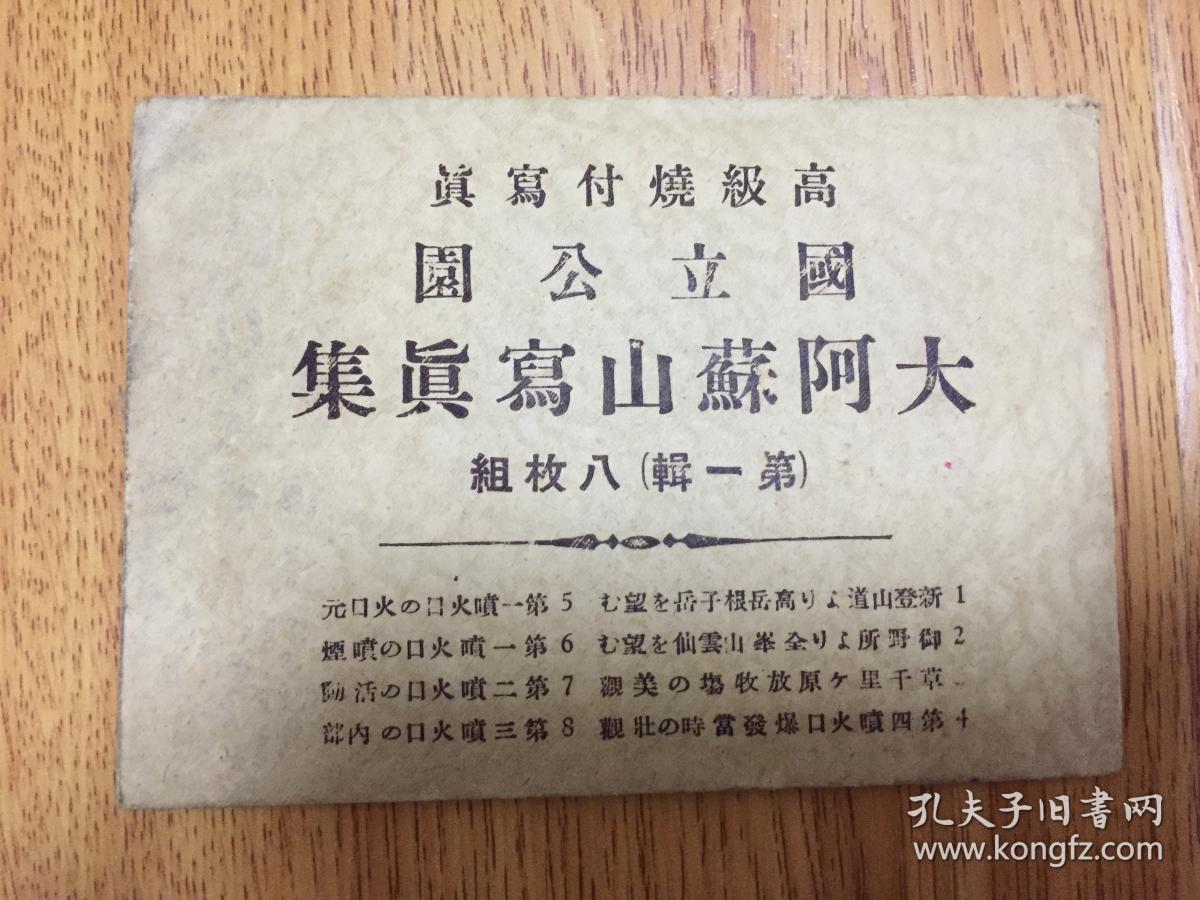 高級燒付寫眞
國立公園
大阿蘇山寫眞集
(第一輯)八枚組
1 新登山道より高岳根子岳を望む
2 御野所より全峯山雲仙を望む
草千里ヶ原放牧場の美觀
4 第四噴火口爆發當時の壯觀
5 第一噴火口の火口元
6 第一噴火口の噴煙
7 第二噴火口の活動
8 第三噴火口の內部
孔夫子旧书网
www.kongfz.com